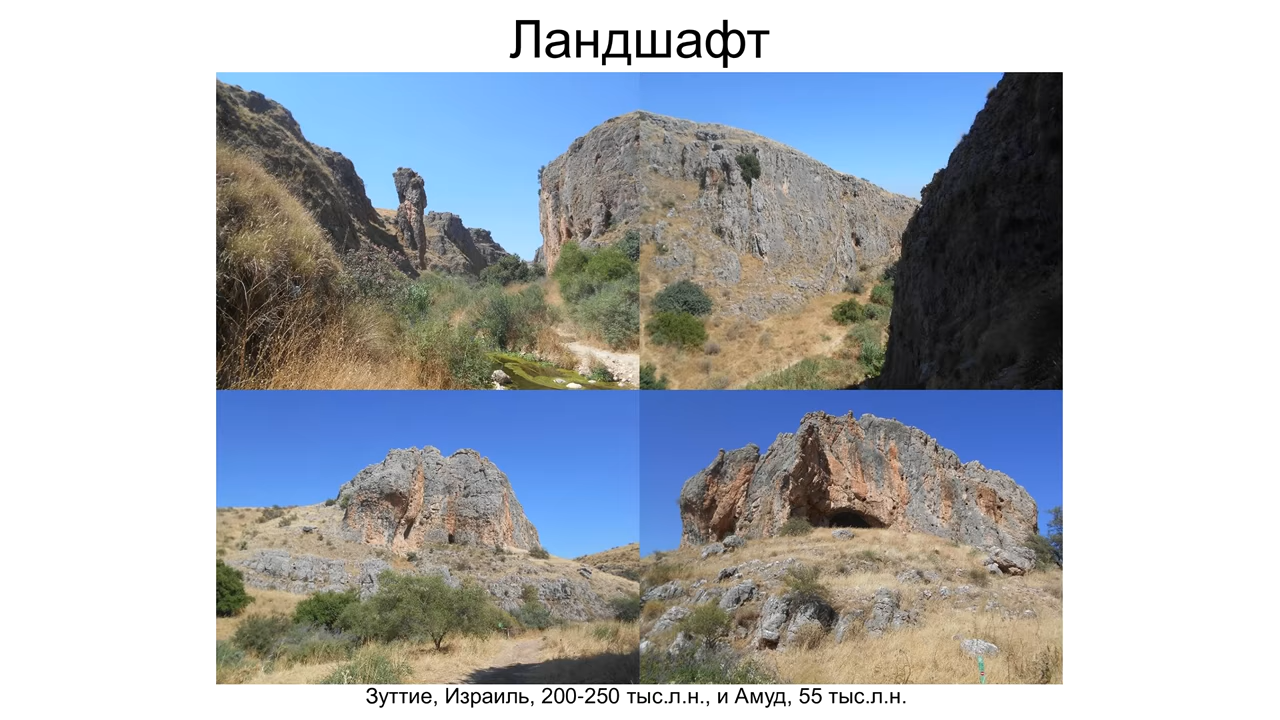 Ландшафт
Зуттие, Израиль, 200-250 тыс.л.н., и Амуд, 55 тыс.л.н.